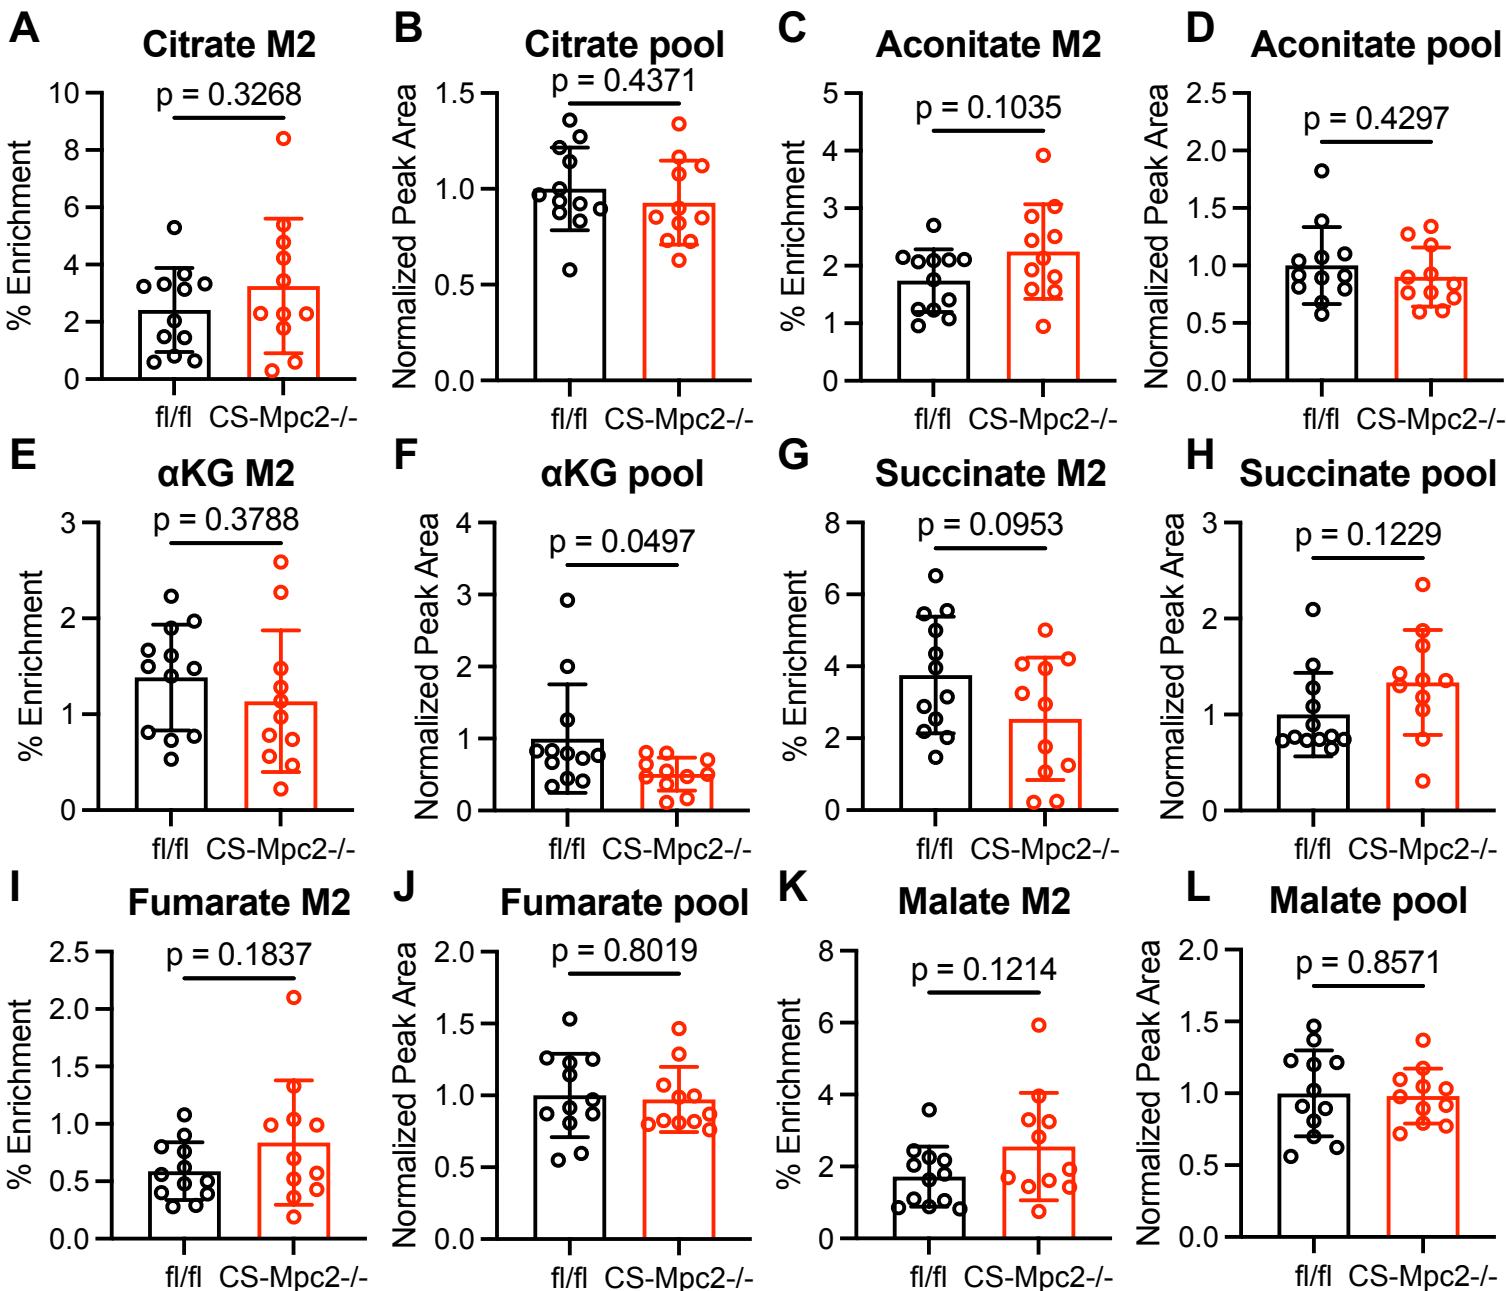 A
Citrate M2
p = 0.3268
% Enrichment
10
8
6
4
2
0
fl/fl
CS-Mpc2-/-
B
Citrate pool
p = 0.4371
Normalized Peak Area
1.5
1.0
0.5
0.0
fl/fl
CS-Mpc2-/-
C
Aconitate M2
p = 0.1035
% Enrichment
5
4
3
2
1
0
fl/fl
CS-Mpc2-/-
D
Aconitate pool
p = 0.4297
Normalized Peak Area
2.5
2.0
1.5
1.0
0.5
0.0
fl/fl
CS-Mpc2-/-
E
αKG M2
p = 0.3788
% Enrichment
3
2
1
0
fl/fl
CS-Mpc2-/-
F
αKG pool
p = 0.0497
Normalized Peak Area
4
3
2
1
0
fl/fl
CS-Mpc2-/-
G
Succinate M2
p = 0.0953
% Enrichment
8
6
4
2
0
fl/fl
CS-Mpc2-/-
H
Succinate pool
p = 0.1229
Normalized Peak Area
3
2
1
0
fl/fl
CS-Mpc2-/-
I
Fumarate M2
p = 0.1837
% Enrichment
2.5
2.0
1.5
1.0
0.5
0.0
fl/fl
CS-Mpc2-/-
J
Fumarate pool
p = 0.8019
Normalized Peak Area
2.0
1.5
1.0
0.5
0.0
fl/fl
CS-Mpc2-/-
K
Malate M2
p = 0.1214
% Enrichment
8
6
4
2
0
fl/fl
CS-Mpc2-/-
L
Malate pool
p = 0.8571
Normalized Peak Area
2.0
1.5
1.0
0.5
0.0
fl/fl
CS-Mpc2-/-